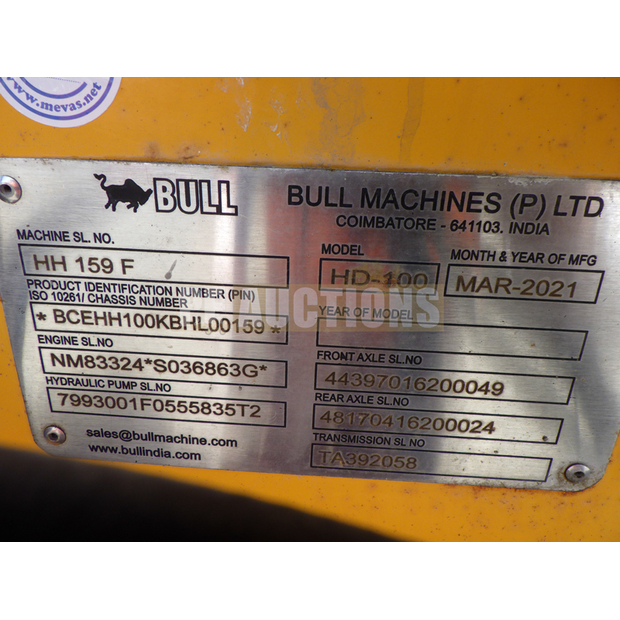 www.mevas.net
BULL
BULL MACHINES (P) LTD
COIMBATORE - 641103. INDIA
MACHINE SL. NO.
HH 159 F
MODEL
HD-100
MONTH & YEAR OF MFG
MAR-2021
PRODUCT IDENTIFICATION NUMBER (PIN)
ISO 10261/ CHASSIS NUMBER
* BCEHH100KBHL00159 *
YEAR OF MODEL
ENGINE SL.NO
NM83324*S036863G*
FRONT AXLE SL.NO
44397016200049
HYDRAULIC PUMP SL.NO
7993001F0555835T2
REAR AXLE SL.NO
48170416200024
TRANSMISSION SL NO
TA392058
sales@bullmachine.com
www.bullindia.com
AUCTIONS